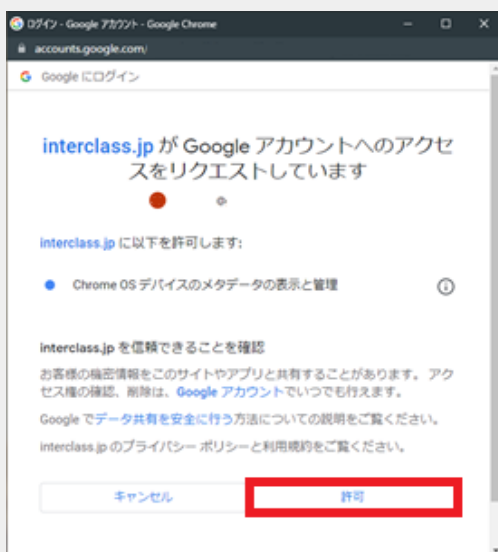 ログイン - Google アカウント - Google Chrome
accounts.google.com/
Google にログイン
interclass.jp が Google アカウントへのアクセ
スをリクエストしています
interclass.jp に以下を許可します:
Chrome OS デバイスのメタデータの表示と管理
interclass.jp を信頼できることを確認
お客様の機密情報をこのサイトやアプリと共有することがあります。 アク
セス権の確認、削除は、Google アカウントでいつでも行えます。
Google でデータ共有を安全に行う方法についての説明をご覧ください。
interclass.jp のプライバシー ポリシーと利用規約をご覧ください。
キャンセル
許可